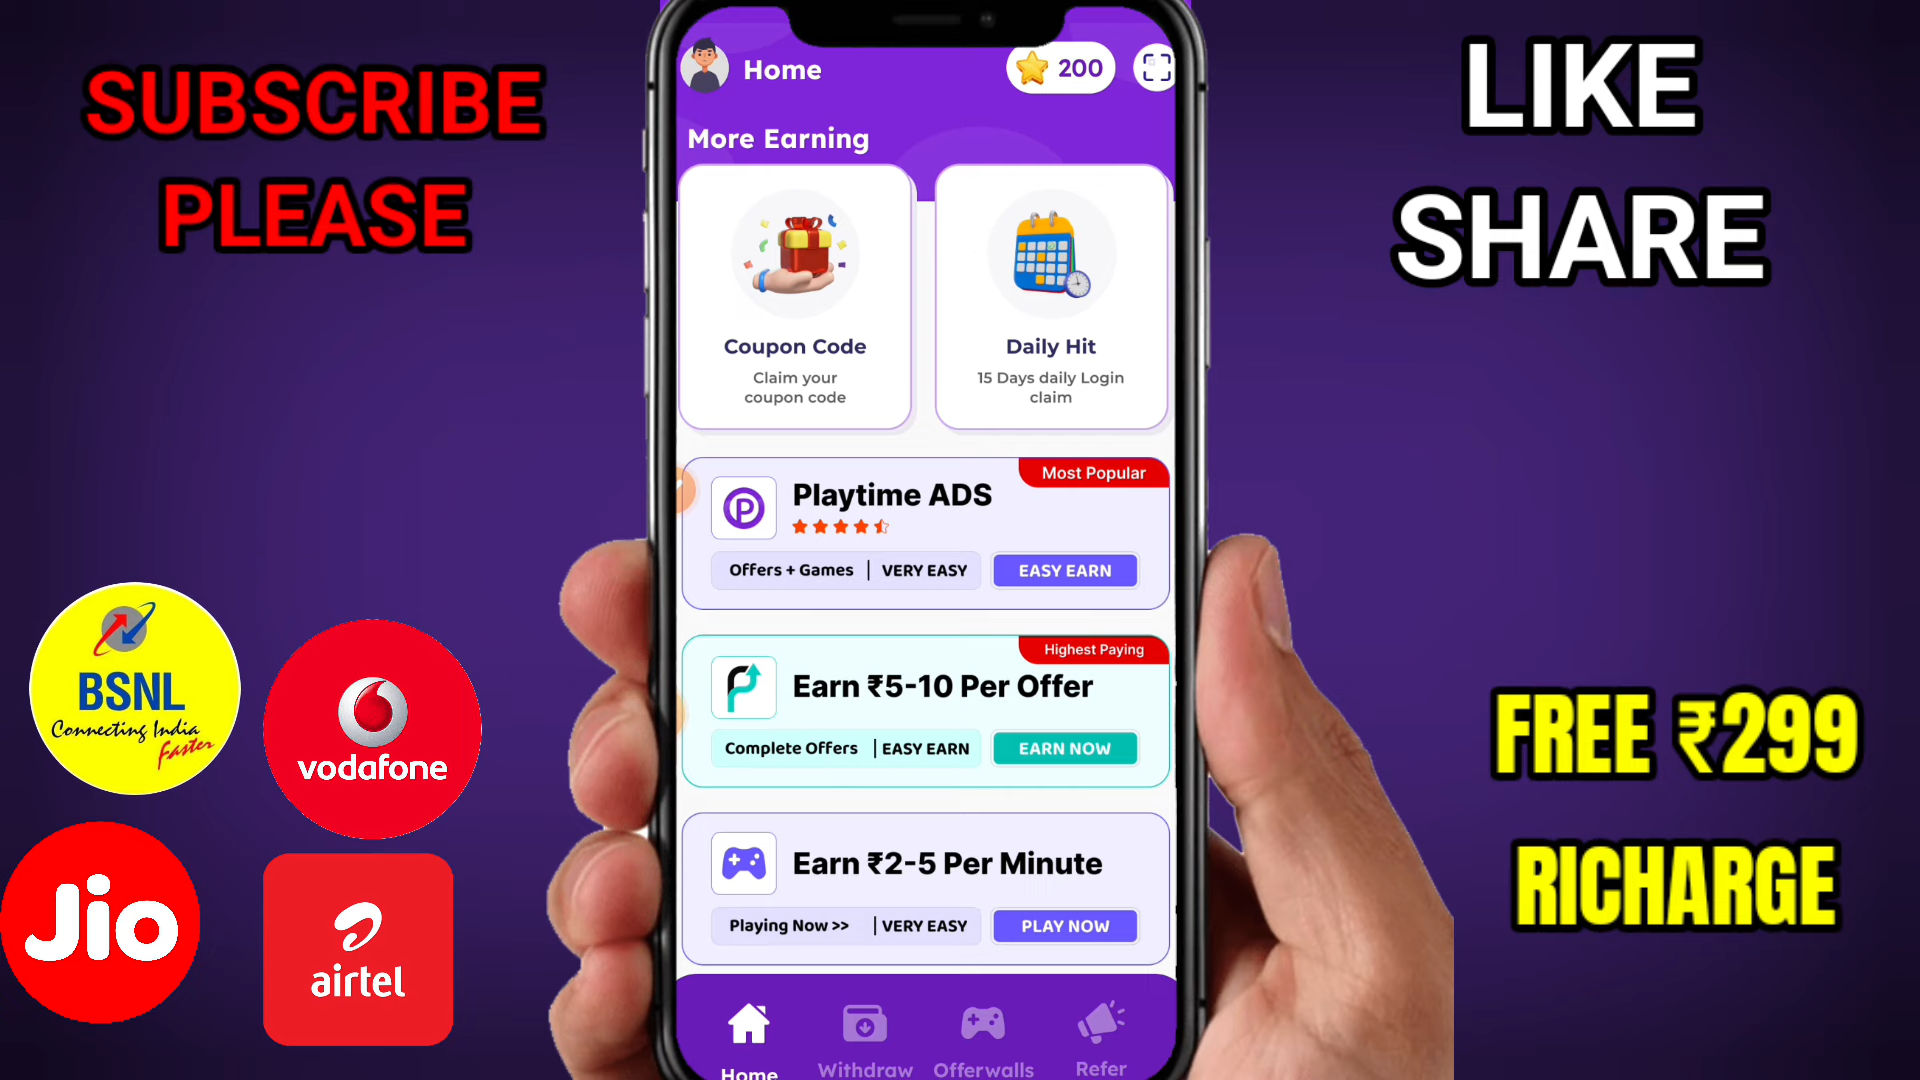 SUBSCRIBE
PLEASE
LIKE
SHARE
Home
200
More Earning
Coupon Code
Claim your
coupon code
Daily Hit
15 Days daily Login
claim
Most Popular
Playtime ADS
Offers + Games | VERY EASY
EASY EARN
Highest Paying
Earn ₹5-10 Per Offer
Complete Offers | EASY EARN
EARN NOW
Earn ₹2-5 Per Minute
Playing Now >> | VERY EASY
PLAY NOW
Home
Withdraw
Offerwalls
Refer
BSNL
Connecting India
Faster
vodafone
Jio
airtel
FREE ₹299
RICHARGE